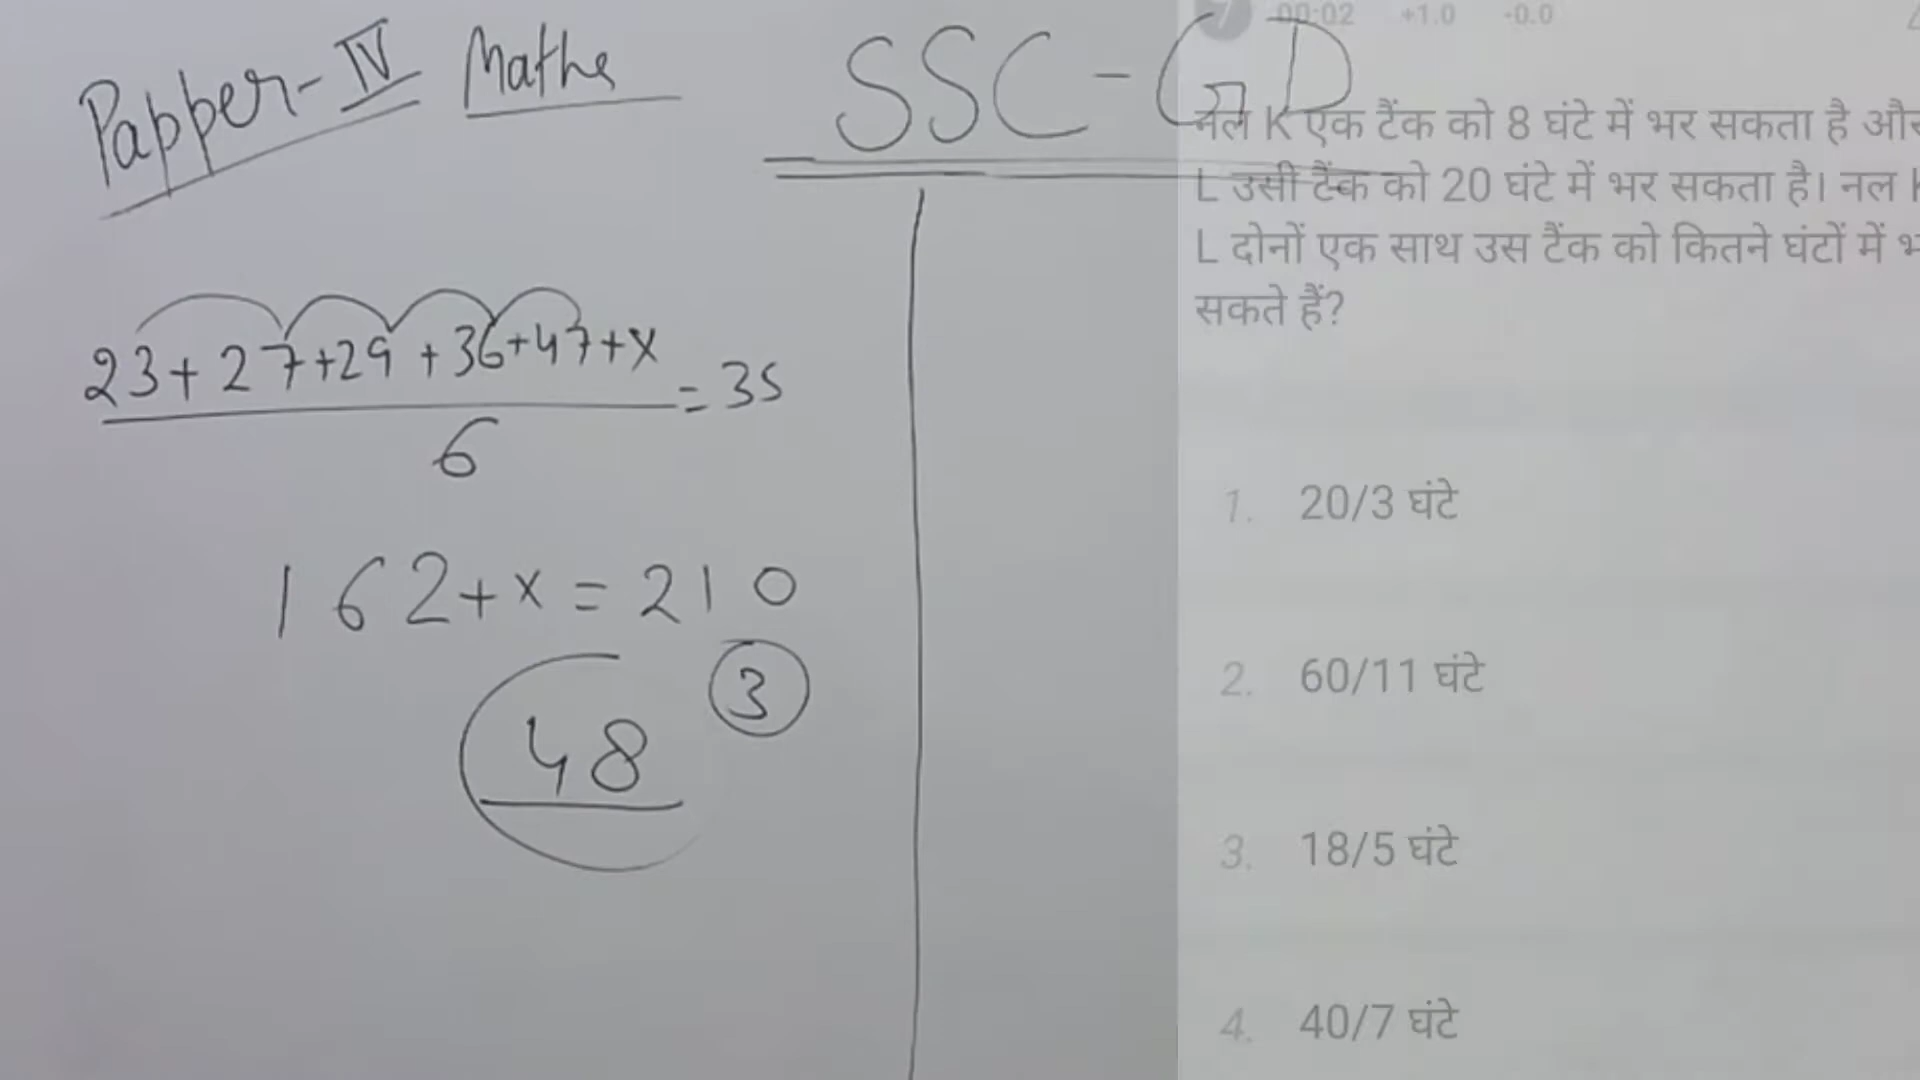 Papper-IV Maths
SSC-GD
23+27+29+36+47+x
= 35
6
162+x=210
3
48
7 00:02 +1.0 -0.0
नल K एक टैंक को 8 घंटे में भर सकता है
L उसी टैंक को 20 घंटे में भर सकता है। नल
L दोनों एक साथ उस टैंक को कितने घंटों में
सकते हैं?
1. 20/3 घंटे
2. 60/11 घंटे
3. 18/5 घंटे
4. 40/7 घंटे